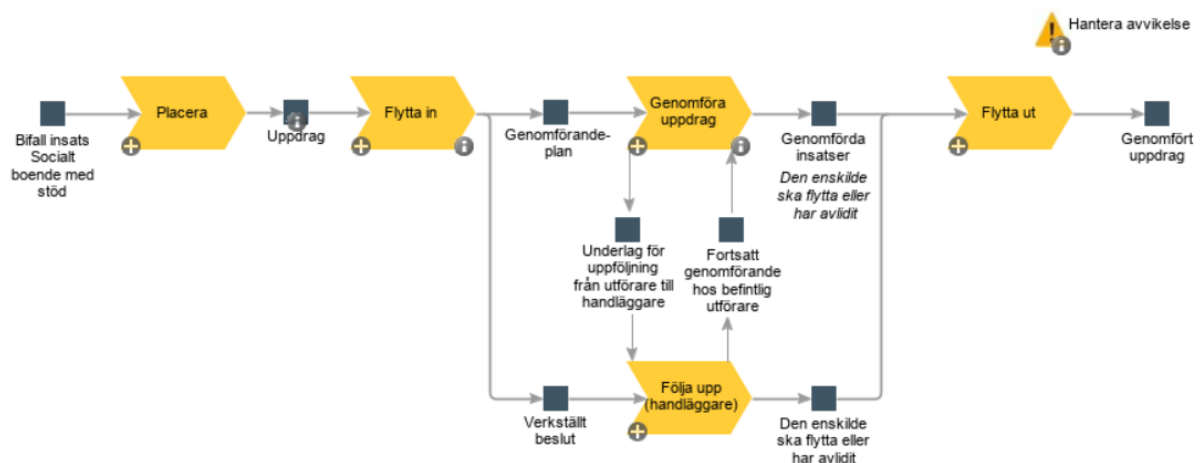 Hantera avvikelse
Placera
Flytta in
Genomföra
uppdrag
Flytta ut
Bifall insats
Socialt
boende med
stöd
Uppdrag
Genomförande-
plan
Genomförda
insatser
Den enskilde
ska flytta eller
har avlidit
Genomfört
uppdrag
Underlag för
uppföljning
från utförare till
handläggare
Fortsatt
genomförande
hos befintlig
utförare
Följa upp
(handläggare)
Verkställt
beslut
Den enskilde
ska flytta eller
har avlidit